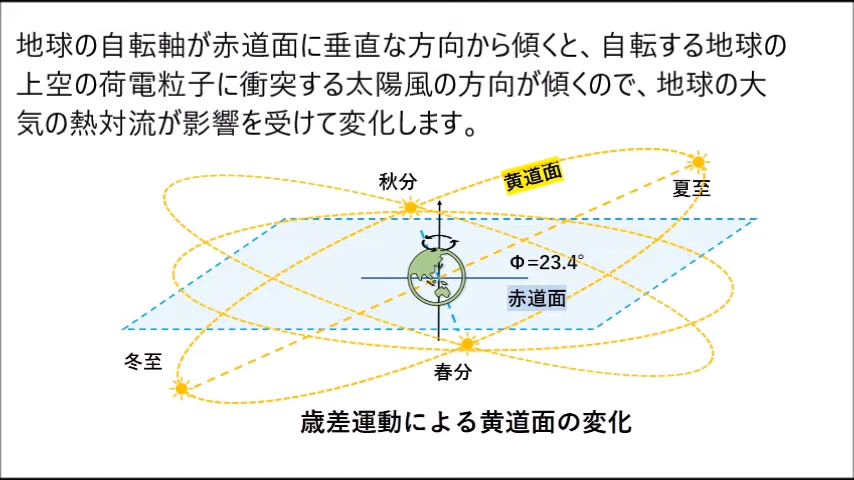 地球の自転軸が赤道面に垂直な方向から傾くと、自転する地球の
上空の荷電粒子に衝突する太陽風の方向が傾くので、地球の大
気の熱対流が影響を受けて変化します。
秋分
黄道面
夏至
Φ=23.4°
赤道面
冬至
春分
歳差運動による黄道面の変化